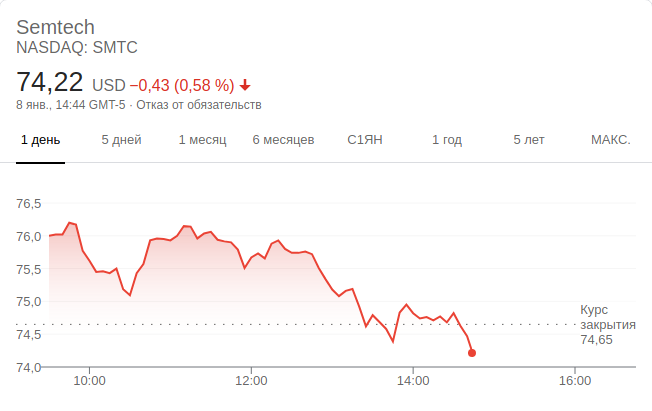 Semtech
NASDAQ: SMTC
74,22 USD −0,43 (0,58 %) ↓
8 янв., 14:44 GMT-5 · Отказ от обязательств
1 день 5 дней 1 месяц 6 месяцев С1ЯН 1 год 5 лет МАКС.
76,5
76,0
75,5
75,0
Курс
закрытия
74,65
74,5
74,0
10:00 12:00 14:00 16:00